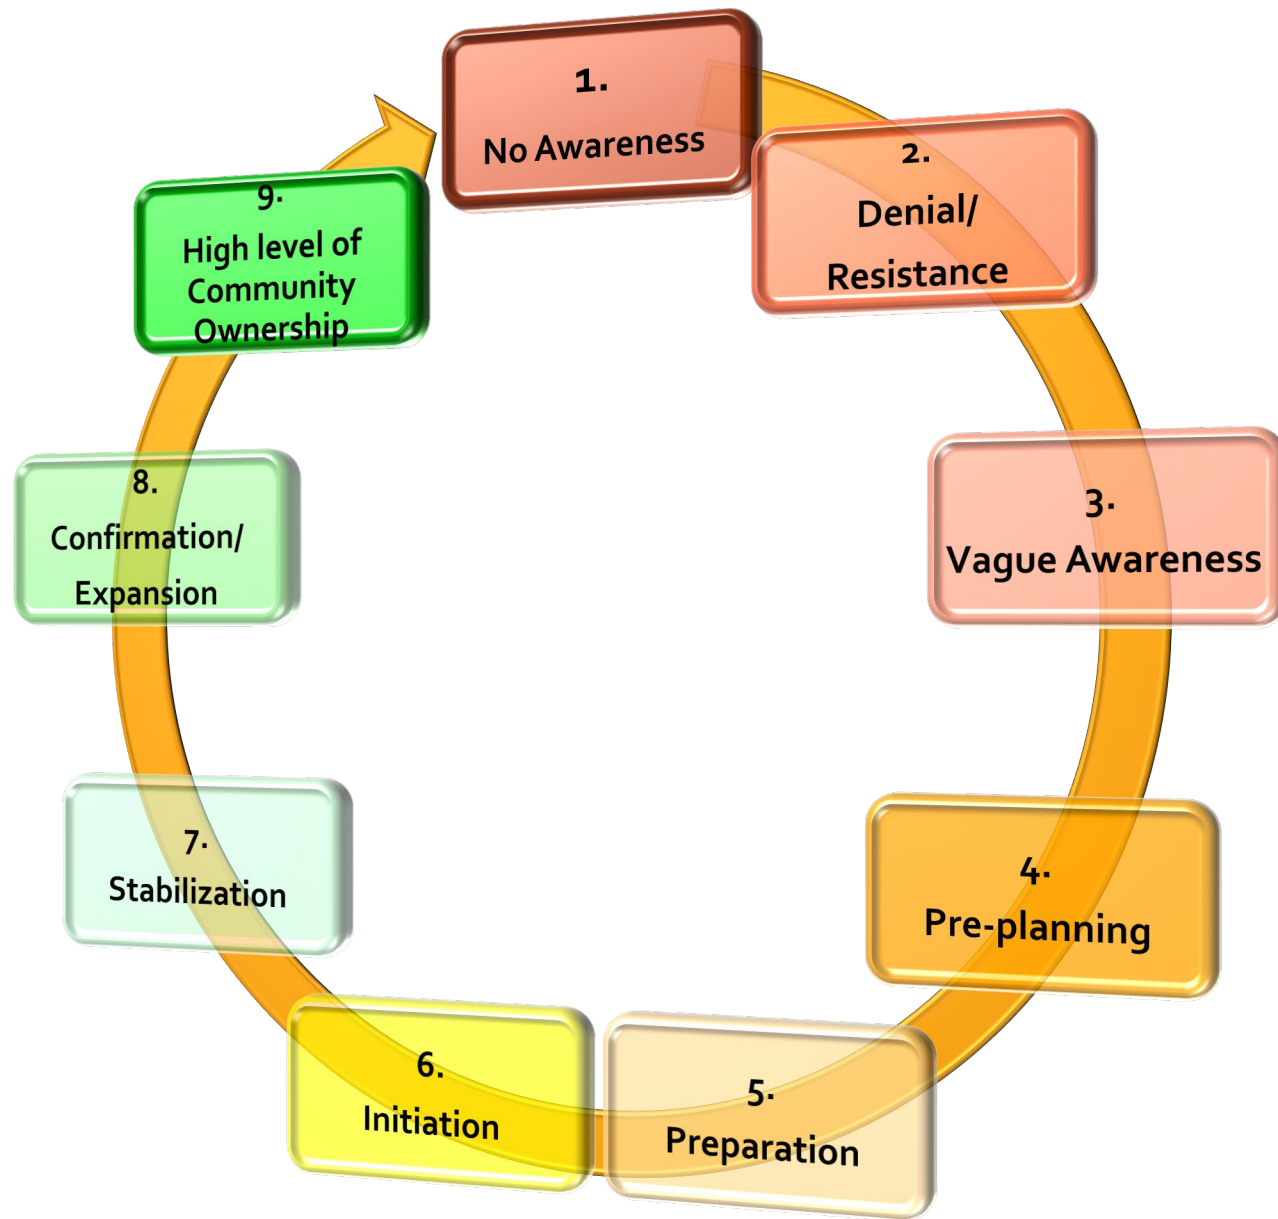 1.
No Awareness
2.
Denial/
Resistance
3.
Vague Awareness
4.
Pre-planning
5.
Preparation
6.
Initiation
7.
Stabilization
8.
Confirmation/
Expansion
9.
High level of
Community
Ownership